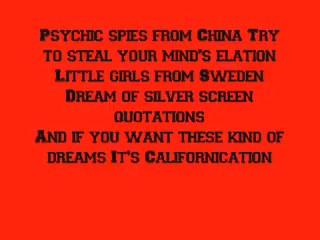 Psychic spies from China Try
to steal your mind's elation
Little girls from Sweden
Dream of silver screen
quotations
And if you want these kind of
dreams It's Californication